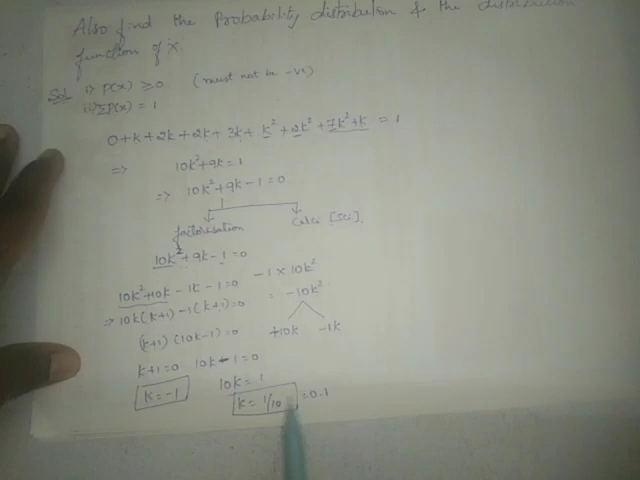 Also find the Probability distribution & the distribution
function of X.
Sol i) P(x) ≥ 0 (must not be -ve)
ii) ΣP(x) = 1
0+k+2k+2k+3k+k²+2k²+7k²+k = 1
=> 10k²+9k=1
=> 10k²+9k-1=0
factorisation Calci [Sci].
10k²+9k-1=0
10k²+10k-1k-1=0 -1×10k²
=> 10k(k+1)-1(k+1)=0 = -10k²
(k+1)(10k-1)=0 +10k -1k
k+1=0 10k-1=0
k=-1 10k=1
k=1/10 =0.1